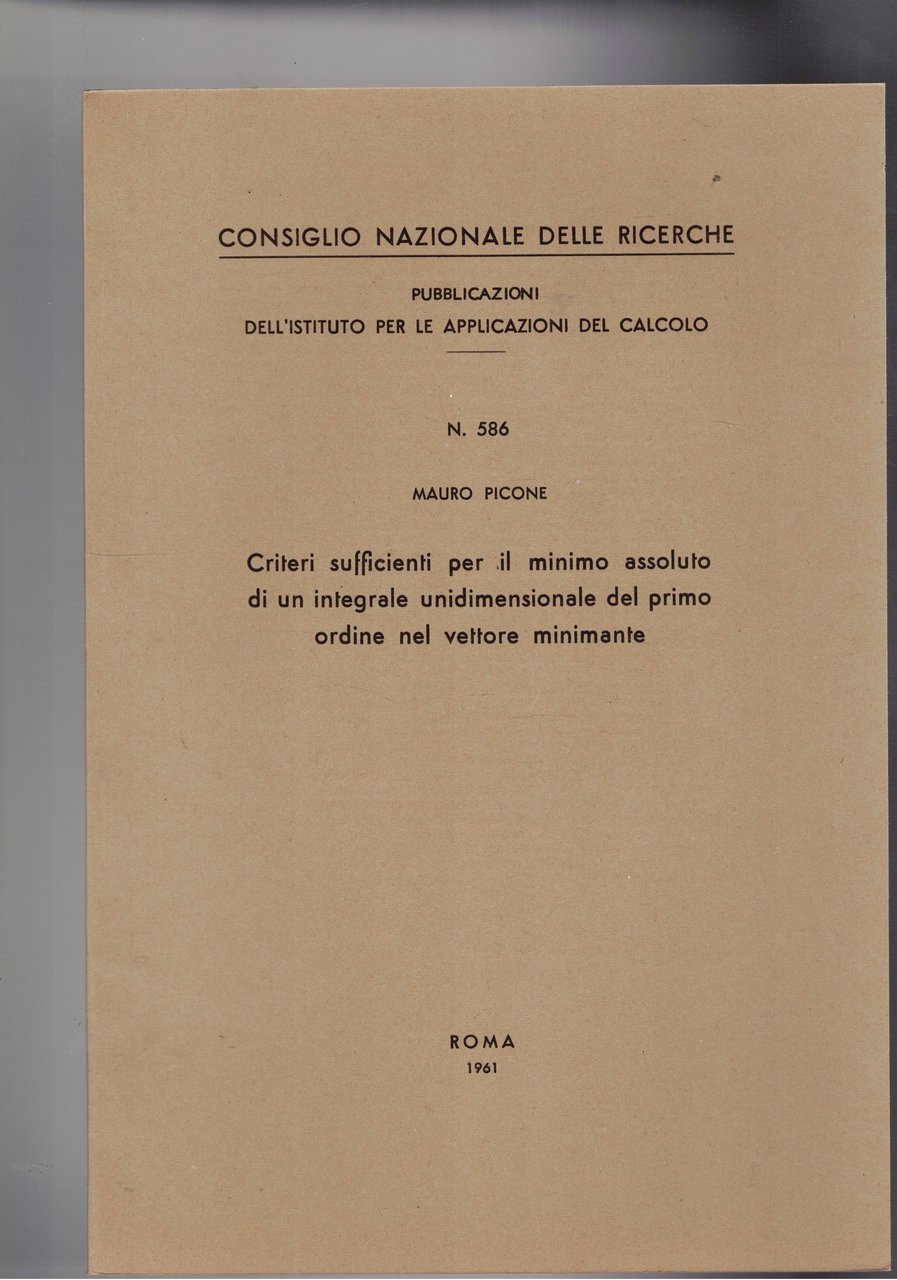 CONSIGLIO NAZIONALE DELLE RICERCHE
PUBBLICAZIONI
DELL'ISTITUTO PER LE APPLICAZIONI DEL CALCOLO
N. 586
MAURO PICONE
Criteri sufficienti per il minimo assoluto
di un integrale unidimensionale del primo
ordine nel vettore minimante
ROMA
1961